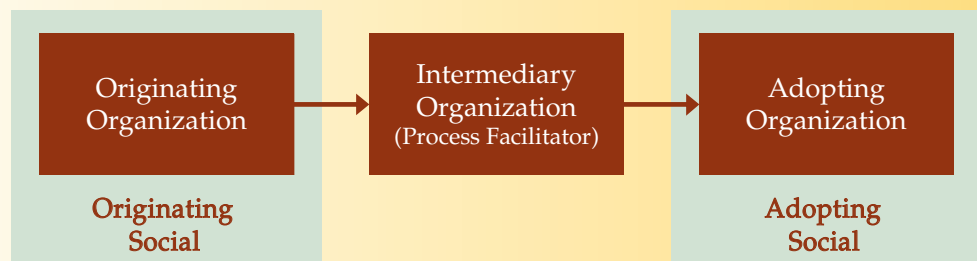 Originating
Organization
Intermediary
Organization
(Process Facilitator)
Adopting
Organization
Originating
Social
Adopting
Social